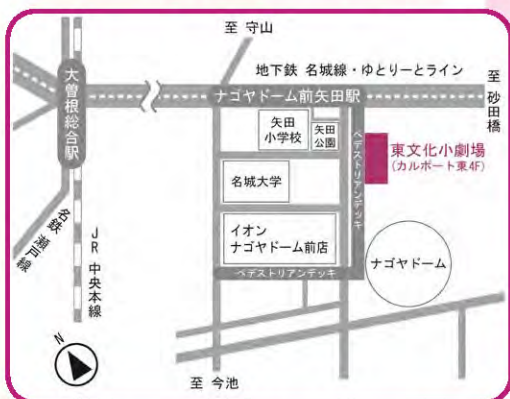 至 守山
地下鉄 名城線・ゆとりーとライン
至 砂田橋
大曽根総合駅
ナゴヤドーム前矢田駅
矢田
小学校
矢田
公園
ペデストリアンデッキ
東文化小劇場
(カルポート東4F)
名城大学
イオン
ナゴヤドーム前店
ナゴヤドーム
ペデストリアンデッキ
名鉄 瀬戸線
JR 中央本線
N
至 今池